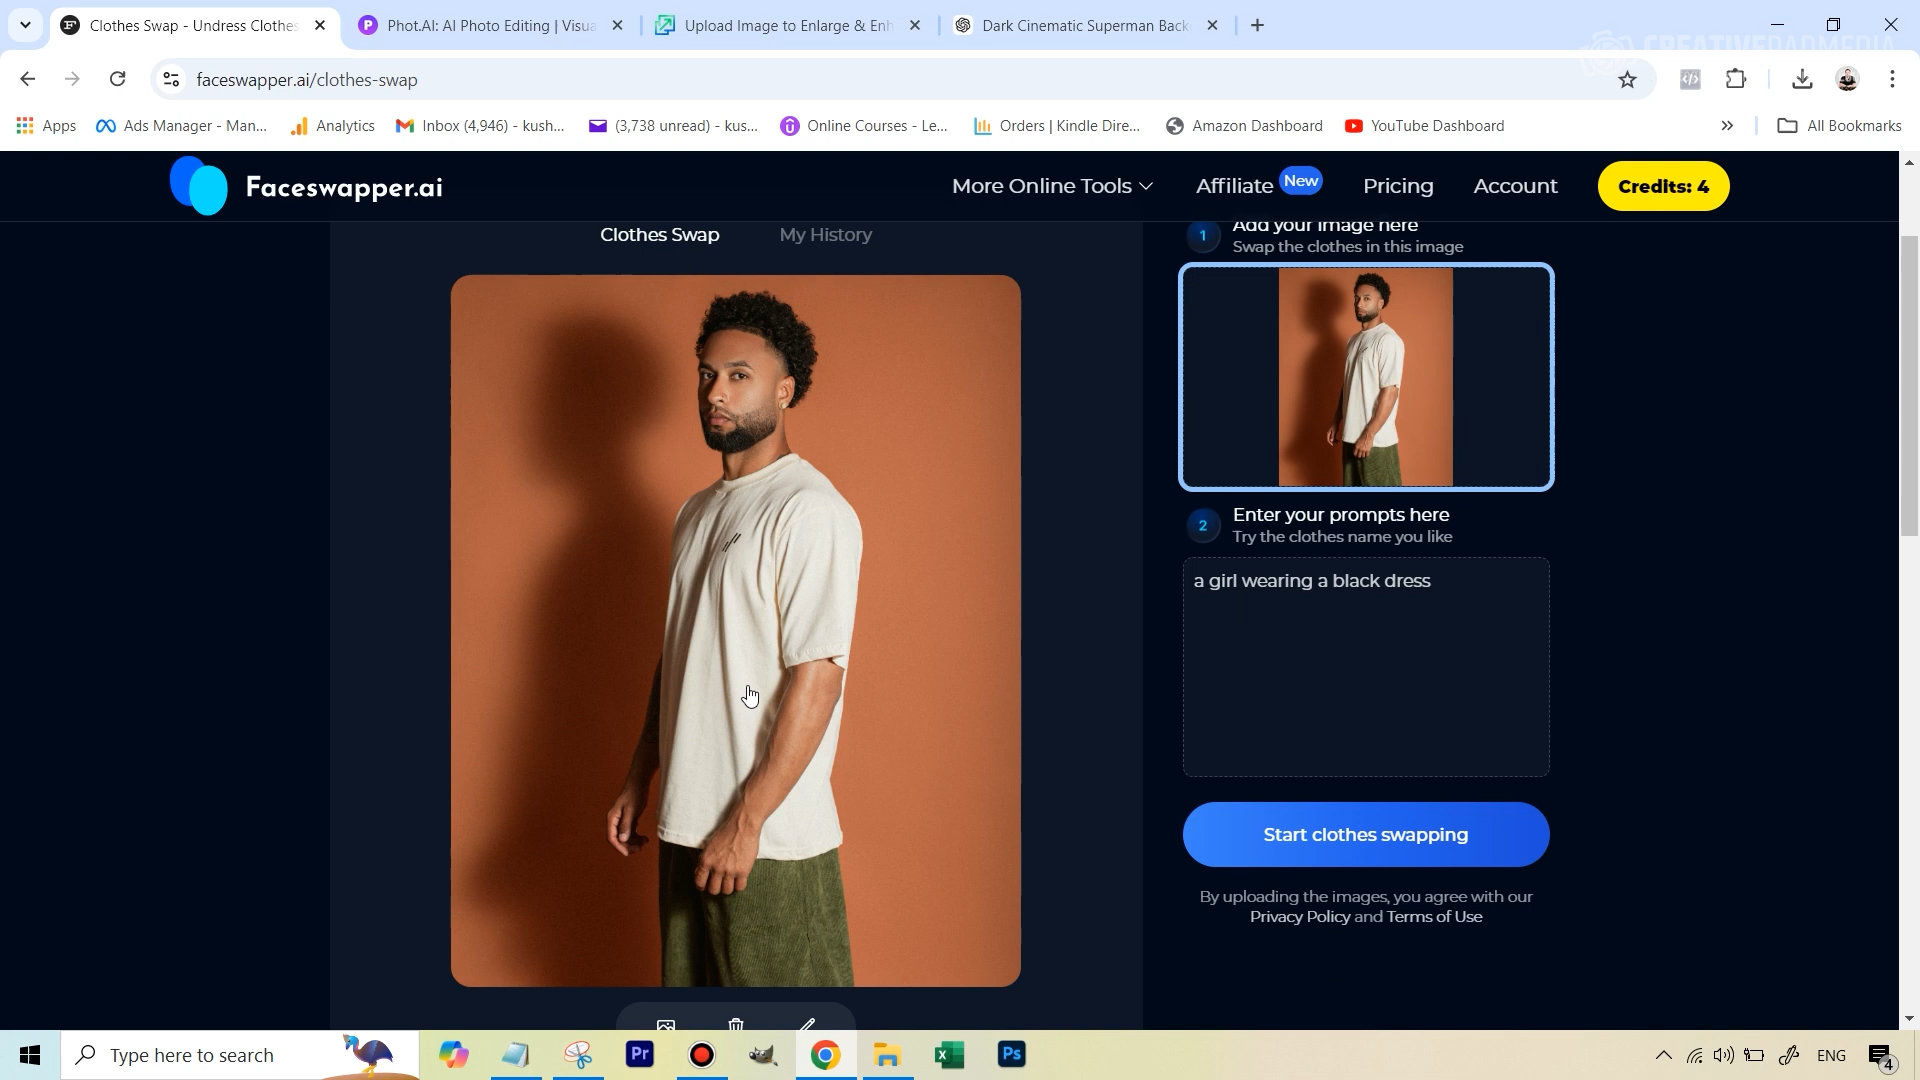 Clothes Swap - Undress Clothes
Phot.AI: AI Photo Editing | Visua
Upload Image to Enlarge & Enh
Dark Cinematic Superman Back
CREATIVEDADMEDIA
faceswapper.ai/clothes-swap
Apps
Ads Manager - Man...
Analytics
Inbox (4,946) - kush...
(3,738 unread) - kus...
Online Courses - Le...
Orders | Kindle Dire...
Amazon Dashboard
YouTube Dashboard
All Bookmarks
Faceswapper.ai
More Online Tools
Affiliate
New
Pricing
Account
Credits: 4
Clothes Swap
My History
1
Add your image here
Swap the clothes in this image
2
Enter your prompts here
Try the clothes name you like
a girl wearing a black dress
Start clothes swapping
By uploading the images, you agree with our
Privacy Policy and Terms of Use
Type here to search
Pr
Ps
ENG
4